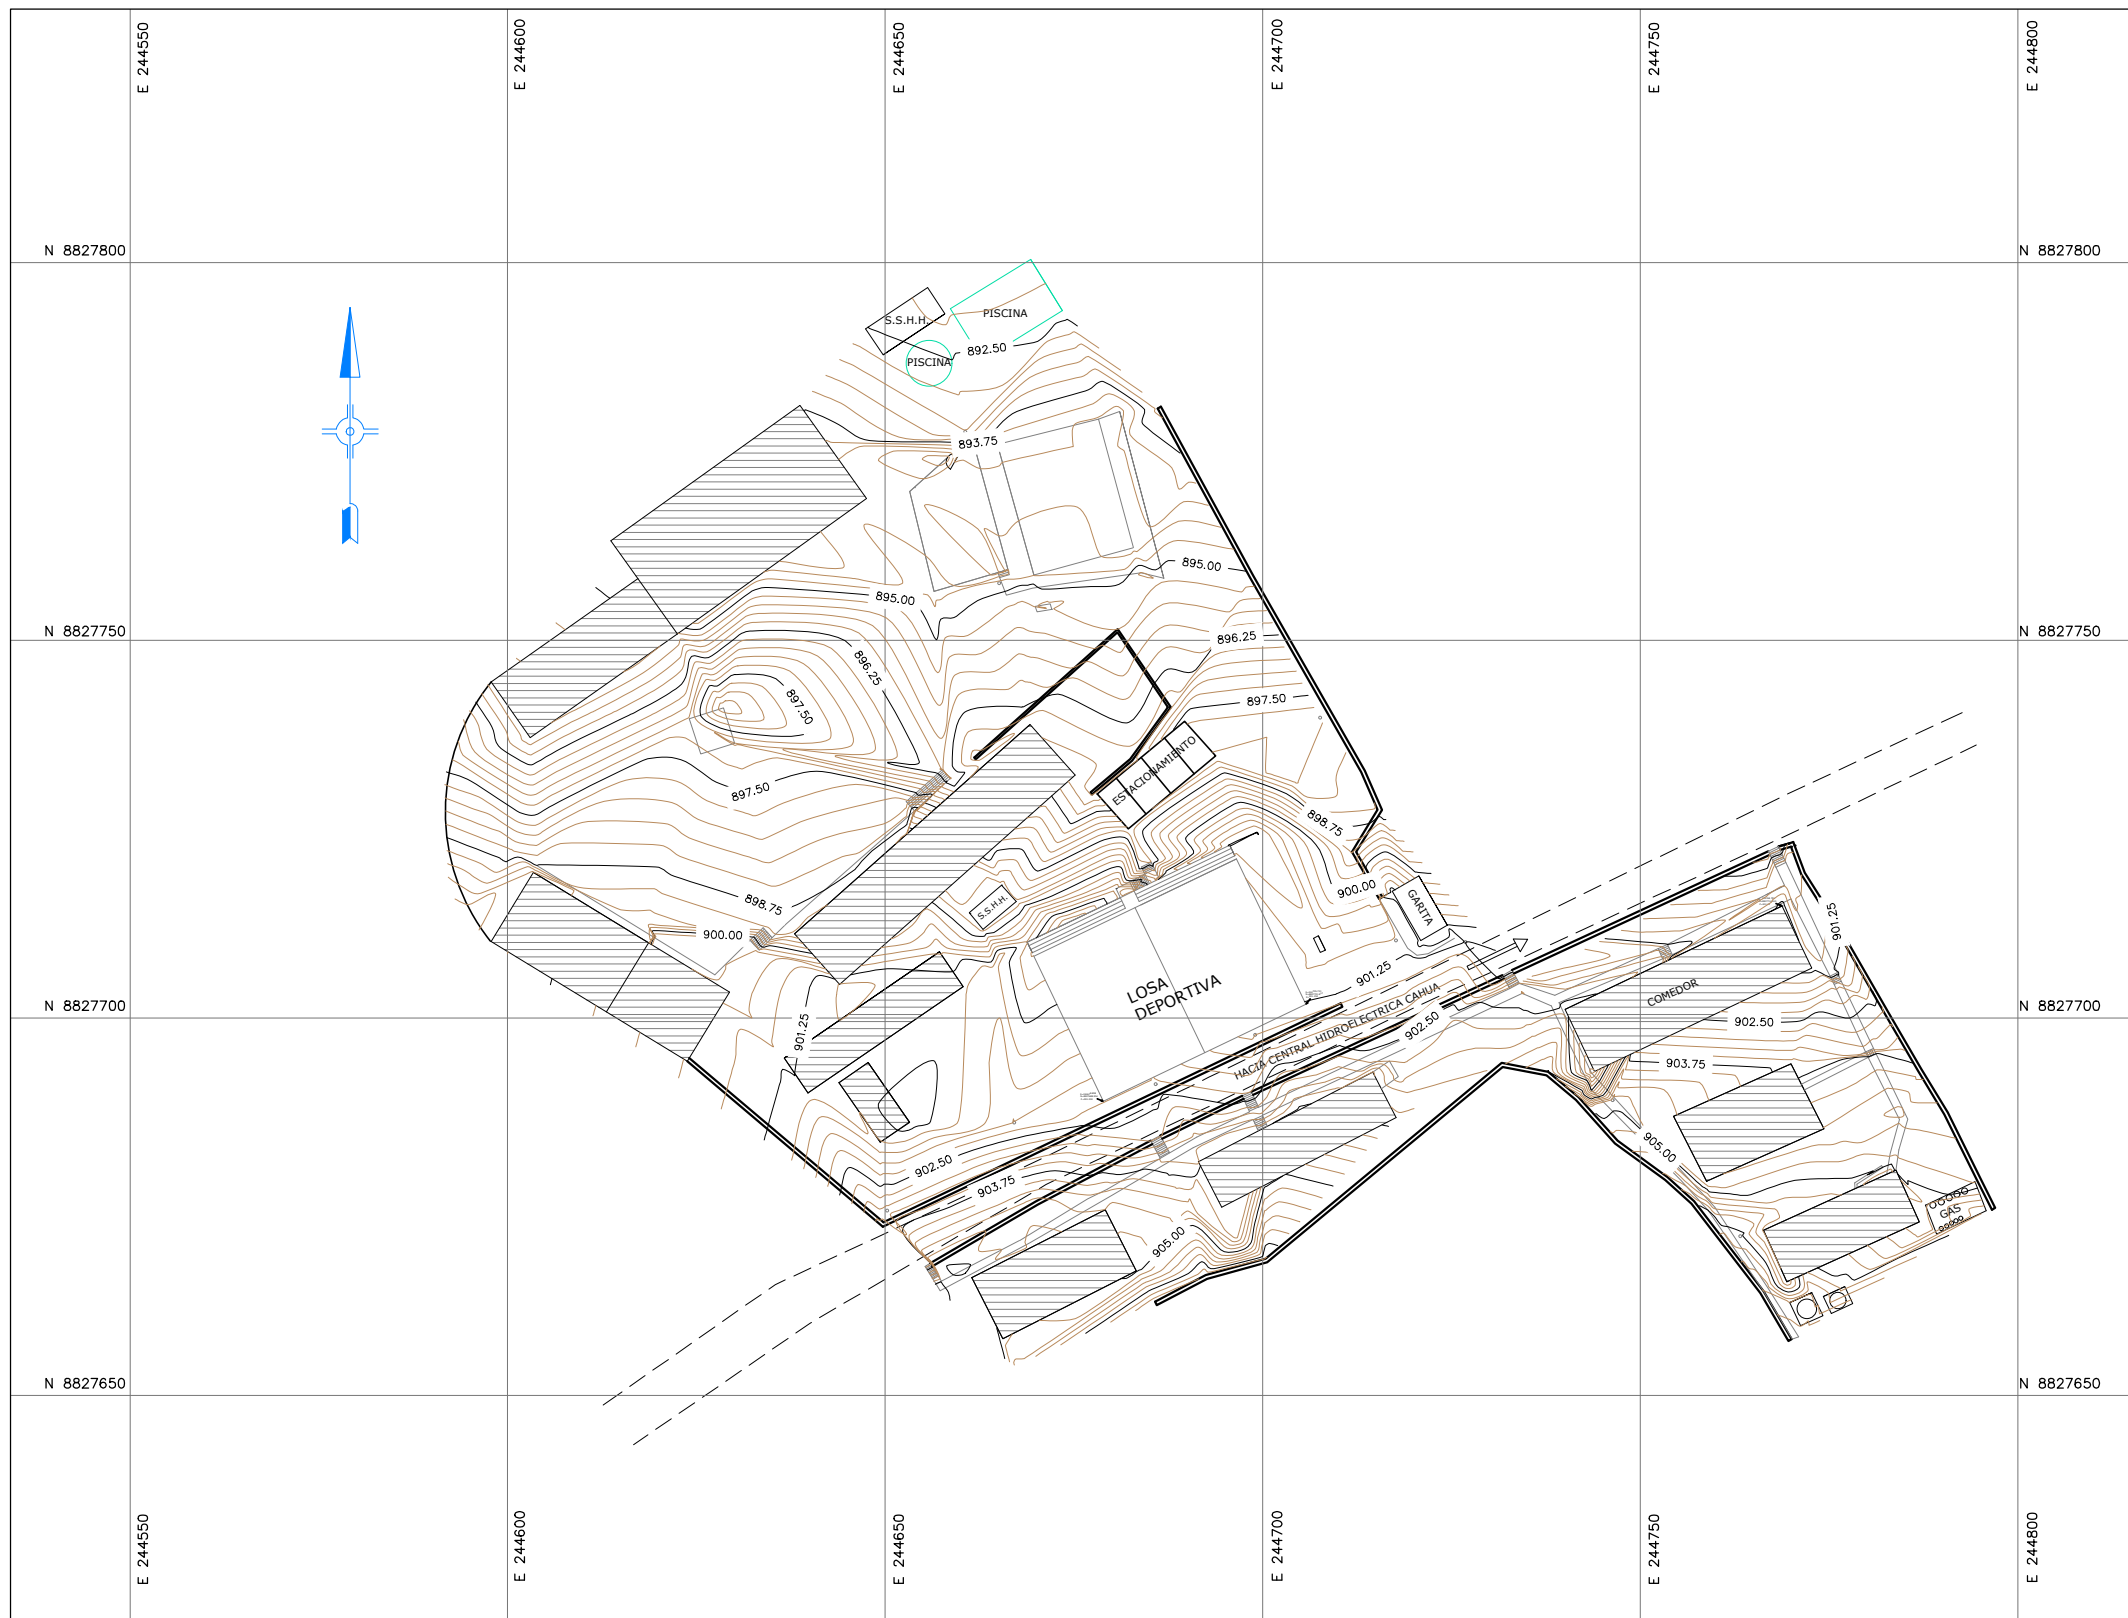 E 244550
E 244600
E 244650
E 244700
E 244750
E 244800
N 8827800
N 8827800
S.S.H.H.
PISCINA
892.50
PISCINA
893.75
895.00
895.00
N 8827750
N 8827750
896.25
896.25
897.50
897.50
ESTACIONAMIENTO
897.50
898.75
898.75
900.00
S.S.H.H.
GARITA
901.25
900.00
901.25
LOSA
DEPORTIVA
COMEDOR
N 8827700
N 8827700
901.25
HACIA CENTRAL HIDROELECTRICA CAHUA
902.50
902.50
903.75
902.50
903.75
905.00
905.00
GAS
N 8827650
N 8827650
E 244550
E 244600
E 244650
E 244700
E 244750
E 244800